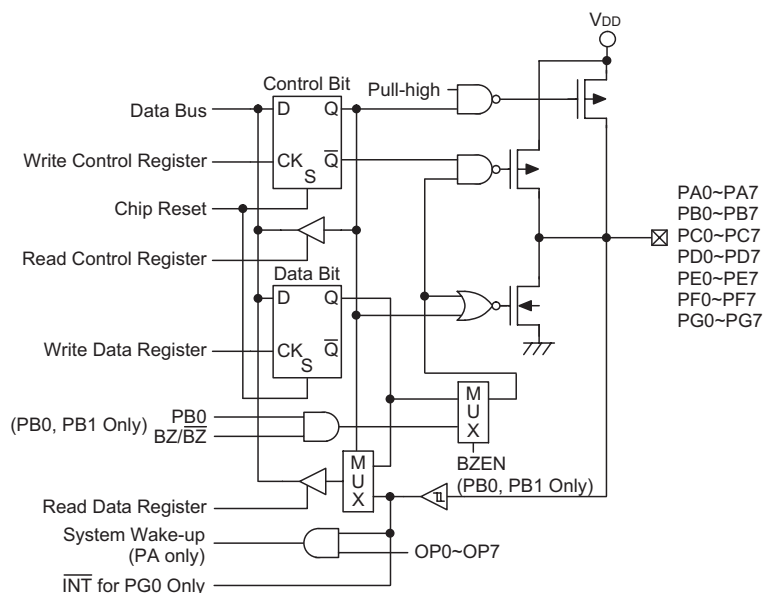 VDD
Control Bit
Pull-high
Data Bus
D
Q
Write Control Register
CK
Q̅
S
Chip Reset
PA0~PA7
PB0~PB7
PC0~PC7
PD0~PD7
PE0~PE7
PF0~PF7
PG0~PG7
Read Control Register
Data Bit
D
Q
Write Data Register
CK
Q̅
S
M
U
X
(PB0, PB1 Only)
PB0
BZ/B̅Z̅
M
U
X
BZEN
(PB0, PB1 Only)
Read Data Register
System Wake-up
(PA only)
OP0~OP7
I̅N̅T̅ for PG0 Only